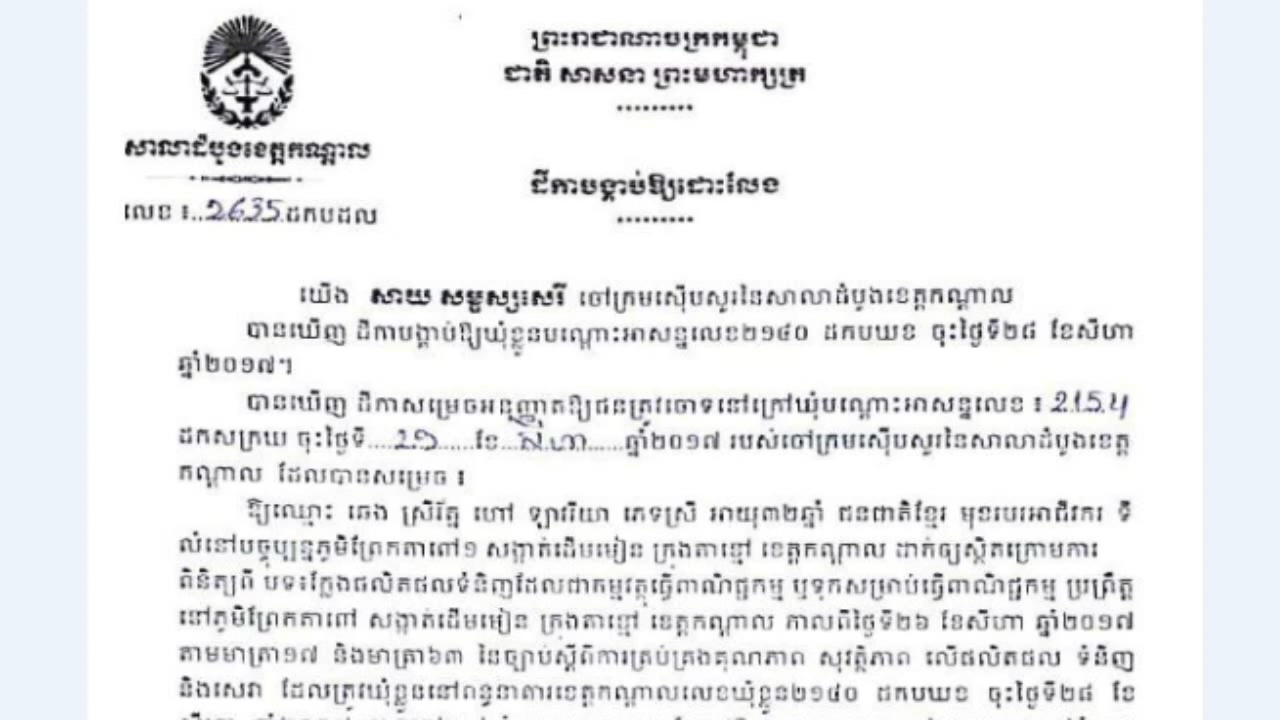 ព្រះរាជាណាចក្រកម្ពុជា
ជាតិ សាសនា ព្រះមហាក្សត្រ
សាលាដំបូងខេត្តកណ្តាល
ដីកាបង្គាប់ឱ្យដោះលែង
លេខ ៖...2635 ដកបដល
យើង សាយ សម្ផស្សះសេរី ចៅក្រមស៊ើបសួរនៃសាលាដំបូងខេត្តកណ្តាល
បានឃើញ ដីកាបង្គាប់ឱ្យឃុំខ្លួនបណ្តោះអាសន្នលេខ២១៤០ ដកបឃខ ចុះថ្ងៃទី២៨ ខែសីហា
ឆ្នាំ២០១៧។
បានឃើញ ដីកាសម្រេចអនុញ្ញាតឱ្យជនត្រូវចោទនៅក្រៅឃុំបណ្តោះអាសន្នលេខ ៖ 2154
ដកសក្រឃ ចុះថ្ងៃទី....២១......ខែ...សីហា......ឆ្នាំ២០១៧ របស់ចៅក្រមស៊ើបសួរនៃសាលាដំបូងខេត្ត
កណ្តាល ដែលបានសម្រេច ៖
ឱ្យឈ្មោះ ឆេង ស្រីរ័ត្ន ហៅ ឡាវីយា ភេទស្រី អាយុ៣២ឆ្នាំ ជនជាតិខ្មែរ មុខរបរអាជីវករ ទី
លំនៅបច្ចុប្បន្នភូមិព្រែកតាពៅ១ សង្កាត់ដើមមៀន ក្រុងតាខ្មៅ ខេត្តកណ្តាល ដាក់ឲ្យស្ថិតក្រោមការ
ពិនិត្យពី បទ៖ក្លែងផលិតផលទំនិញដែលជាកម្មវត្ថុធ្វើពាណិជ្ជកម្ម ឬទុកសម្រាប់ធ្វើពាណិជ្ជកម្ម ប្រព្រឹត្ត
នៅភូមិព្រែកតាពៅ សង្កាត់ដើមមៀន ក្រុងតាខ្មៅ ខេត្តកណ្តាល កាលពីថ្ងៃទី២៦ ខែសីហា ឆ្នាំ២០១៧
តាមមាត្រា១៧ និងមាត្រា៦៣ នៃច្បាប់ស្តីពីការគ្រប់គ្រងគុណភាព សុវត្ថិភាព លើផលិតផល ទំនិញ
និងសេវា ដែលត្រូវឃុំខ្លួននៅពន្ធនាគារខេត្តកណ្តាលលេខឃុំខ្លួន២១៤០ ដកបឃខ ចុះថ្ងៃទី២៨ ខែ